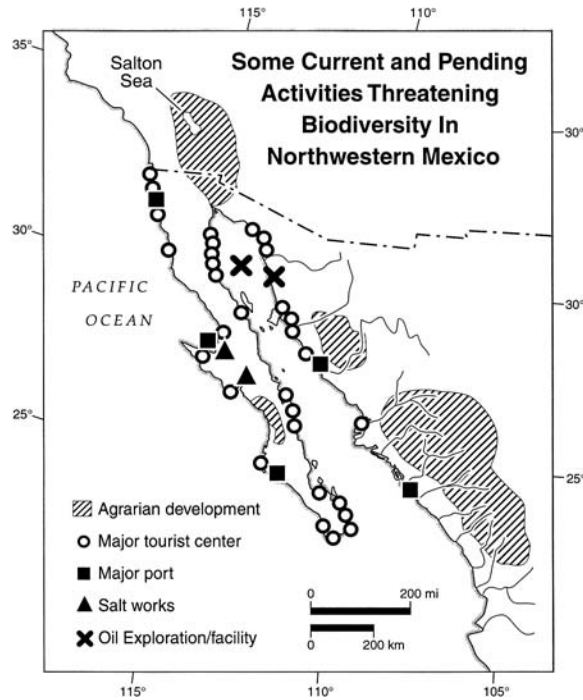 115°
110°
35°
Salton
Sea
Some Current and Pending
Activities Threatening
Biodiversity In
Northwestern Mexico
30°
30°
PACIFIC
OCEAN
30°
25°
25°
Agrarian development
Major tourist center
Major port
Salt works
Oil Exploration/facility
0
200 mi
0
200 km
115°
110°
105°